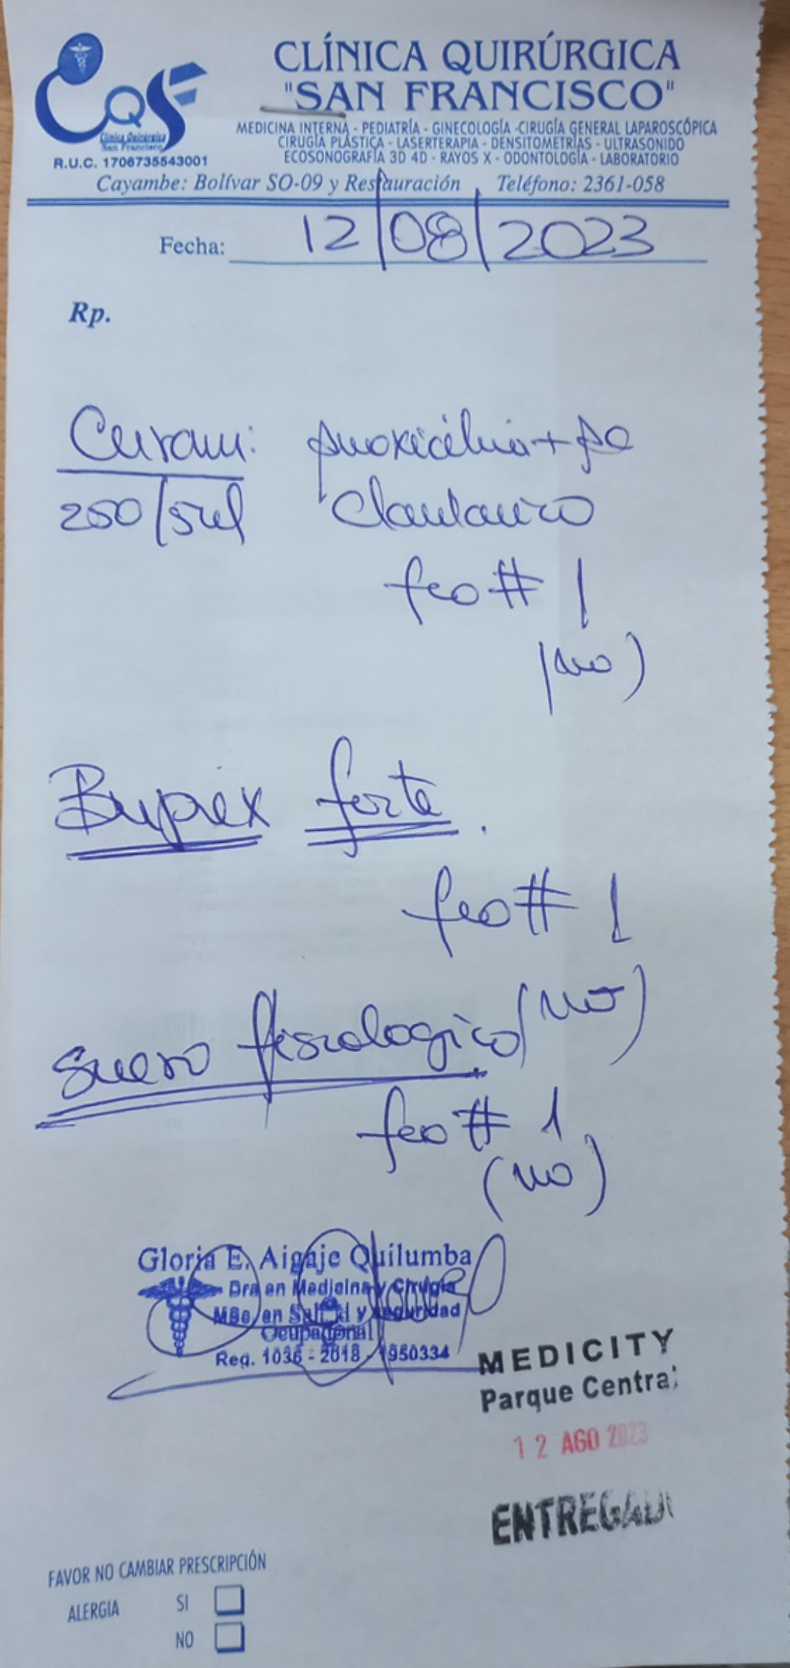 CQSF
Clínica Quirúrgica
San Francisco
R.U.C. 1706735543001
CLÍNICA QUIRÚRGICA
"SAN FRANCISCO"
MEDICINA INTERNA - PEDIATRÍA - GINECOLOGÍA -CIRUGÍA GENERAL LAPAROSCÓPICA
CIRUGÍA PLÁSTICA - LASERTERAPIA - DENSITOMETRÍAS - ULTRASONIDO
ECOSONOGRAFÍA 3D 4D - RAYOS X - ODONTOLOGÍA - LABORATORIO
Cayambe: Bolívar SO-09 y Restauración Teléfono: 2361-058
Fecha: 12/08/2023
Rp.
Curam: Amoxicilina + Ac
250/5ml Clavulanico
fco # 1
(uno)
Buprex forte.
fco # 1
(uno)
suero fisiologico
fco # 1
(uno)
Gloria E. Aigaje Quilumba
Dra en Medicina y Cirugía
MSc. en Salud y seguridad
Ocupacional
Reg. 1036 - 2018 - 1950334
MEDICITY
Parque Central
12 AGO 2023
ENTREGADO
FAVOR NO CAMBIAR PRESCRIPCIÓN
ALERGIA SI
NO